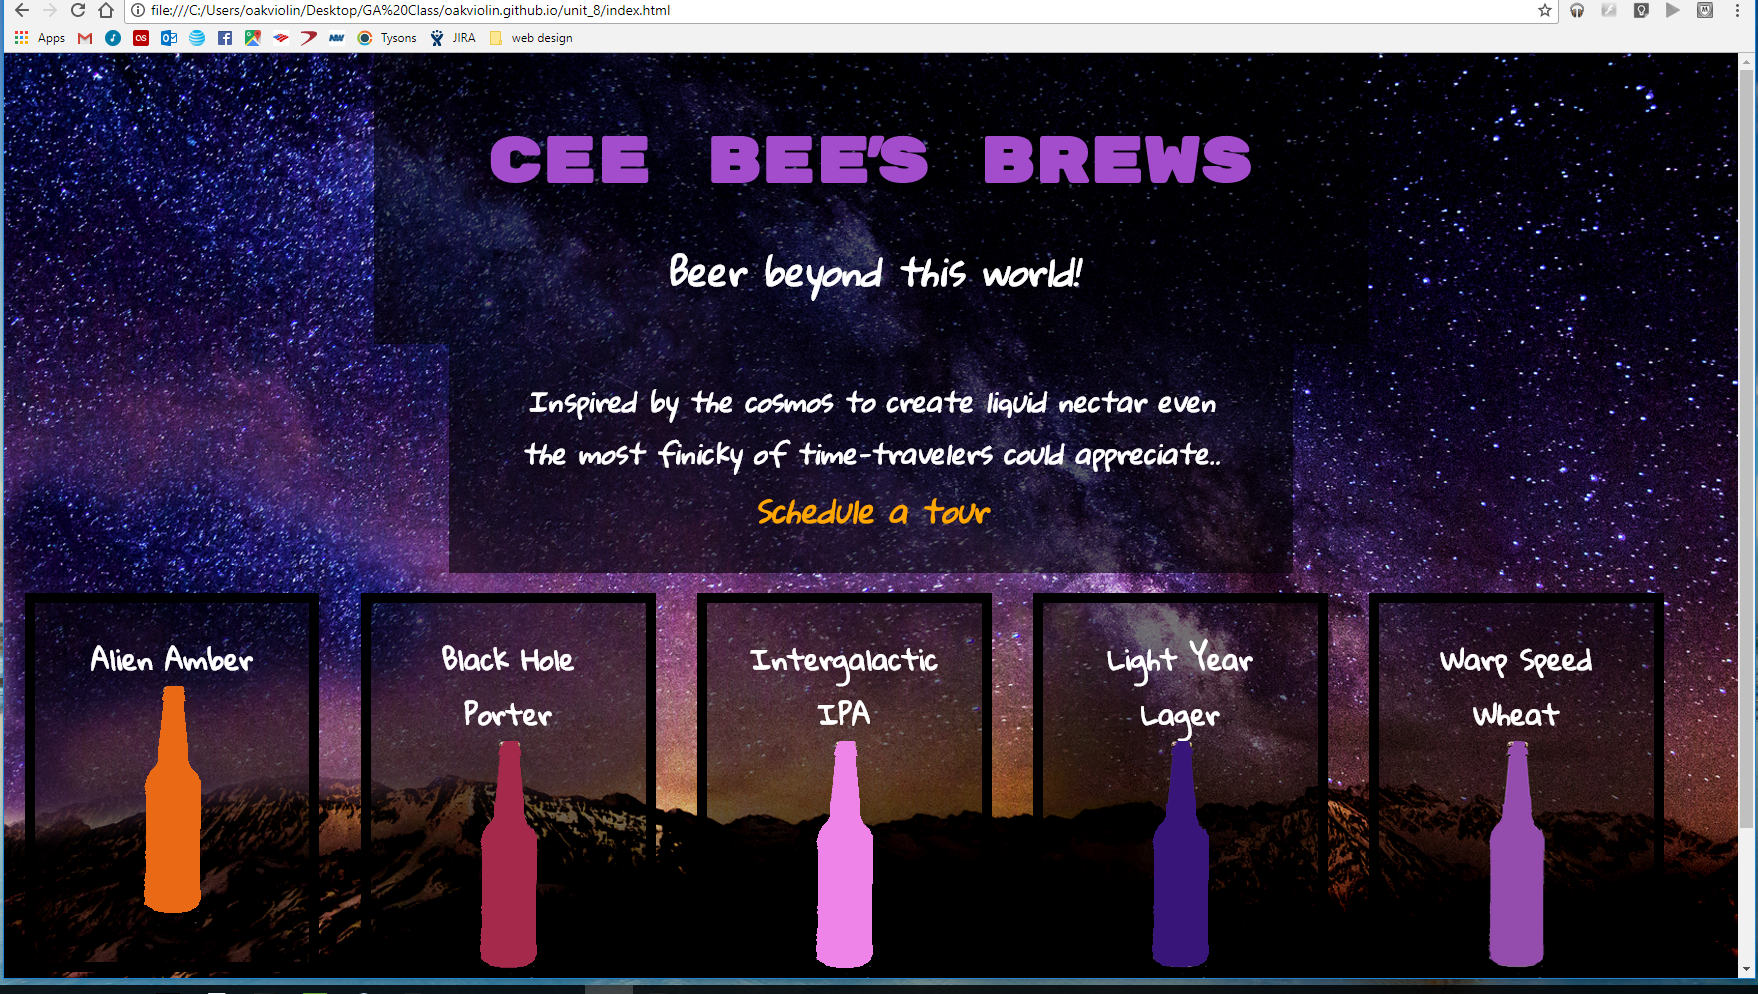 file:///C:/Users/oakviolin/Desktop/GA%20Class/oakviolin.github.io/unit_8/index.html
Apps
Tysons
JIRA
web design
CEE BEE'S BREWS
Beer beyond this world!
Inspired by the cosmos to create liquid nectar even
the most finicky of time-travelers could appreciate..
Schedule a tour
Alien Amber
Black Hole
Porter
Intergalactic
IPA
Light Year
Lager
Warp Speed
Wheat